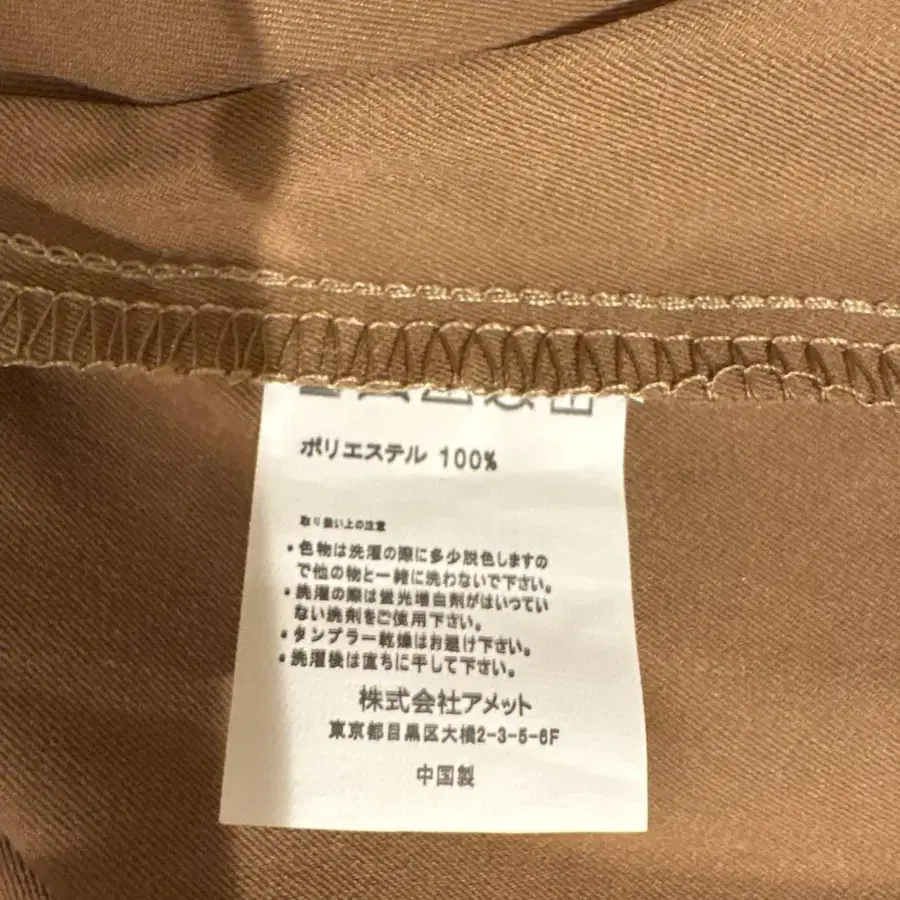 ポリエステル 100%
取り扱い上の注意
・色物は洗濯の際に多少脱色しますの
で他の物と一緒に洗わないで下さい。
・洗濯の際は蛍光増白剤がはいってい
ない洗剤をご使用下さい。
・タンブラー乾燥はお避け下さい。
・洗濯後は直ちに干して下さい。
株式会社アメット
東京都目黒区大橋2-3-5-6F
中国製